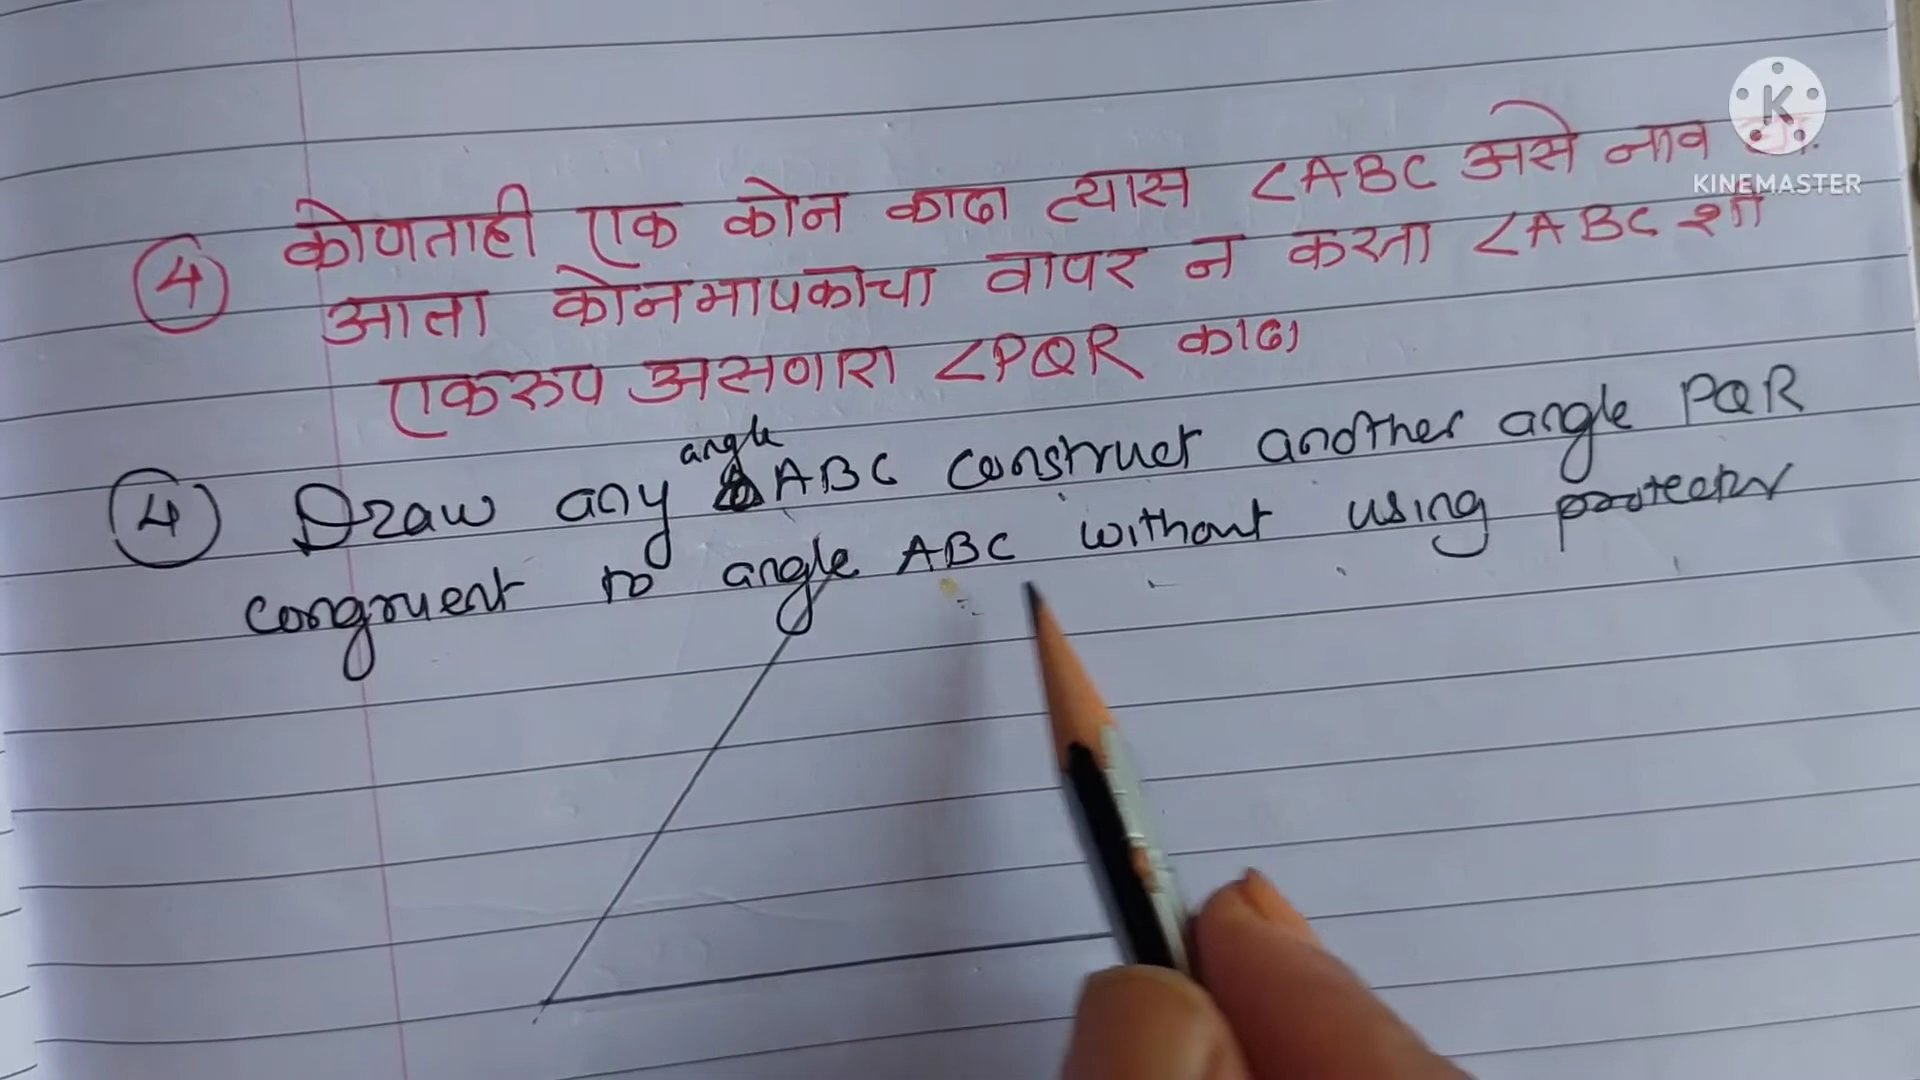 ④ कोणताही एक कोन काढा त्यास <ABC असे नाव
आता कोनमापकाचा वापर न करता <ABC शी
एकरुप असणारा <PQR काढा
angle
④ Draw any ABC construct another angle PQR
congruent to angle ABC without using
K
KINEMASTER